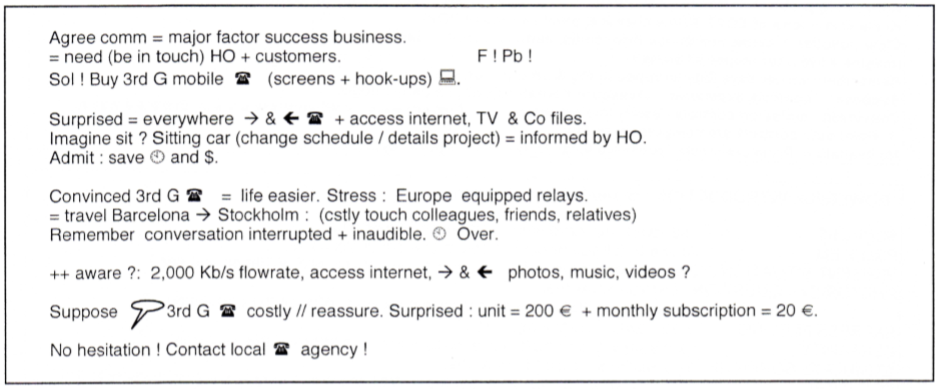 Agree comm = major factor success business.
= need (be in touch) HO + customers. F ! Pb !
Sol ! Buy 3rd G mobile ☎ (screens + hook-ups) 💻.
Surprised = everywhere → & ← ☎ + access internet, TV & Co files.
Imagine sit ? Sitting car (change schedule / details project) = informed by HO.
Admit : save 🕙 and $.
Convinced 3rd G ☎ = life easier. Stress : Europe equipped relays.
= travel Barcelona → Stockholm : (cstly touch colleagues, friends, relatives)
Remember conversation interrupted + inaudible. 🕙 Over.
++ aware ?: 2,000 Kb/s flowrate, access internet, → & ← photos, music, videos ?
Suppose 💬 3rd G ☎ costly // reassure. Surprised : unit = 200 € + monthly subscription = 20 €.
No hesitation ! Contact local ☎ agency !